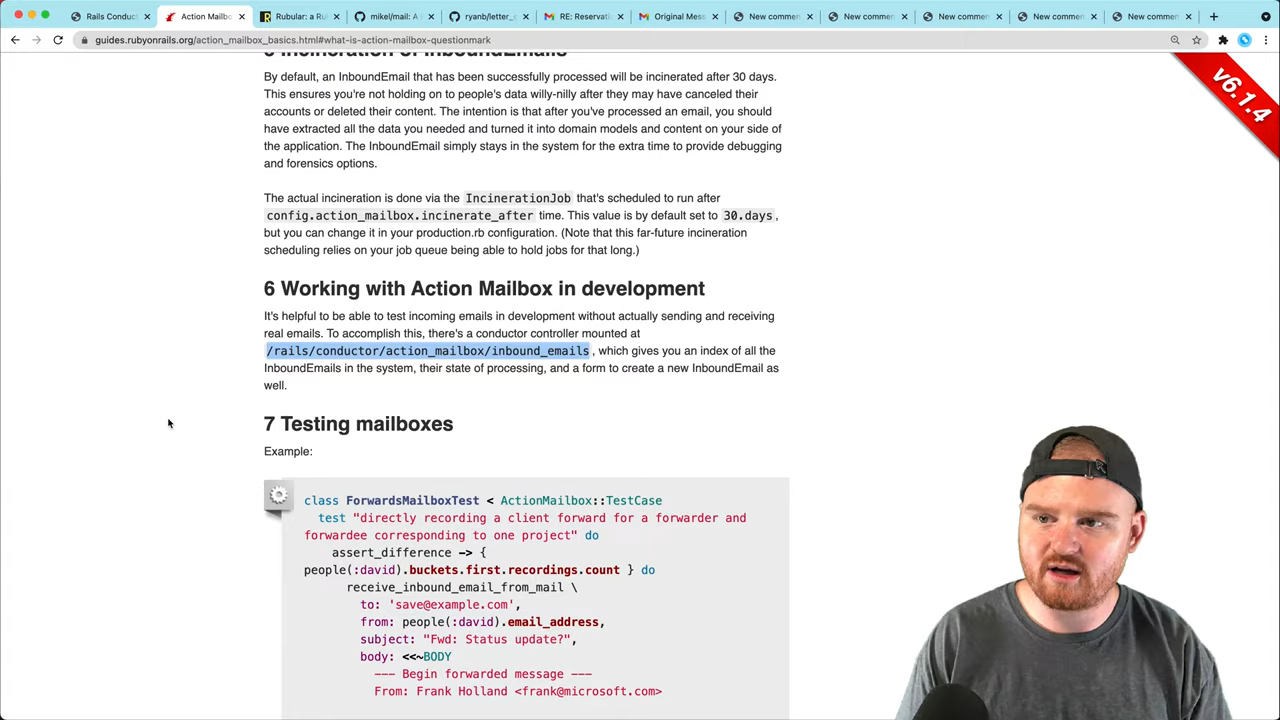 Rails Conduct
Action Mailbo
Rubular: a Ru
mikel/mail: A
ryanb/letter_
RE: Reservati
Original Mess
New commen
New commen
New commen
New commen
New commen
guides.rubyonrails.org/action_mailbox_basics.html#what-is-action-mailbox-questionmark
v6.1.4
By default, an InboundEmail that has been successfully processed will be incinerated after 30 days.
This ensures you're not holding on to people's data willy-nilly after they may have canceled their
accounts or deleted their content. The intention is that after you've processed an email, you should
have extracted all the data you needed and turned it into domain models and content on your side of
the application. The InboundEmail simply stays in the system for the extra time to provide debugging
and forensics options.
The actual incineration is done via the IncinerationJob that's scheduled to run after
config.action_mailbox.incinerate_after time. This value is by default set to 30.days,
but you can change it in your production.rb configuration. (Note that this far-future incineration
scheduling relies on your job queue being able to hold jobs for that long.)
6 Working with Action Mailbox in development
It's helpful to be able to test incoming emails in development without actually sending and receiving
real emails. To accomplish this, there's a conductor controller mounted at
/rails/conductor/action_mailbox/inbound_emails, which gives you an index of all the
InboundEmails in the system, their state of processing, and a form to create a new InboundEmail as
well.
7 Testing mailboxes
Example:
class ForwardsMailboxTest < ActionMailbox::TestCase
test "directly recording a client forward for a forwarder and
forwardee corresponding to one project" do
assert_difference -> {
people(:david).buckets.first.recordings.count } do
receive_inbound_email_from_mail \
to: 'save@example.com',
from: people(:david).email_address,
subject: "Fwd: Status update?",
body: <<~BODY
--- Begin forwarded message ---
From: Frank Holland <frank@microsoft.com>